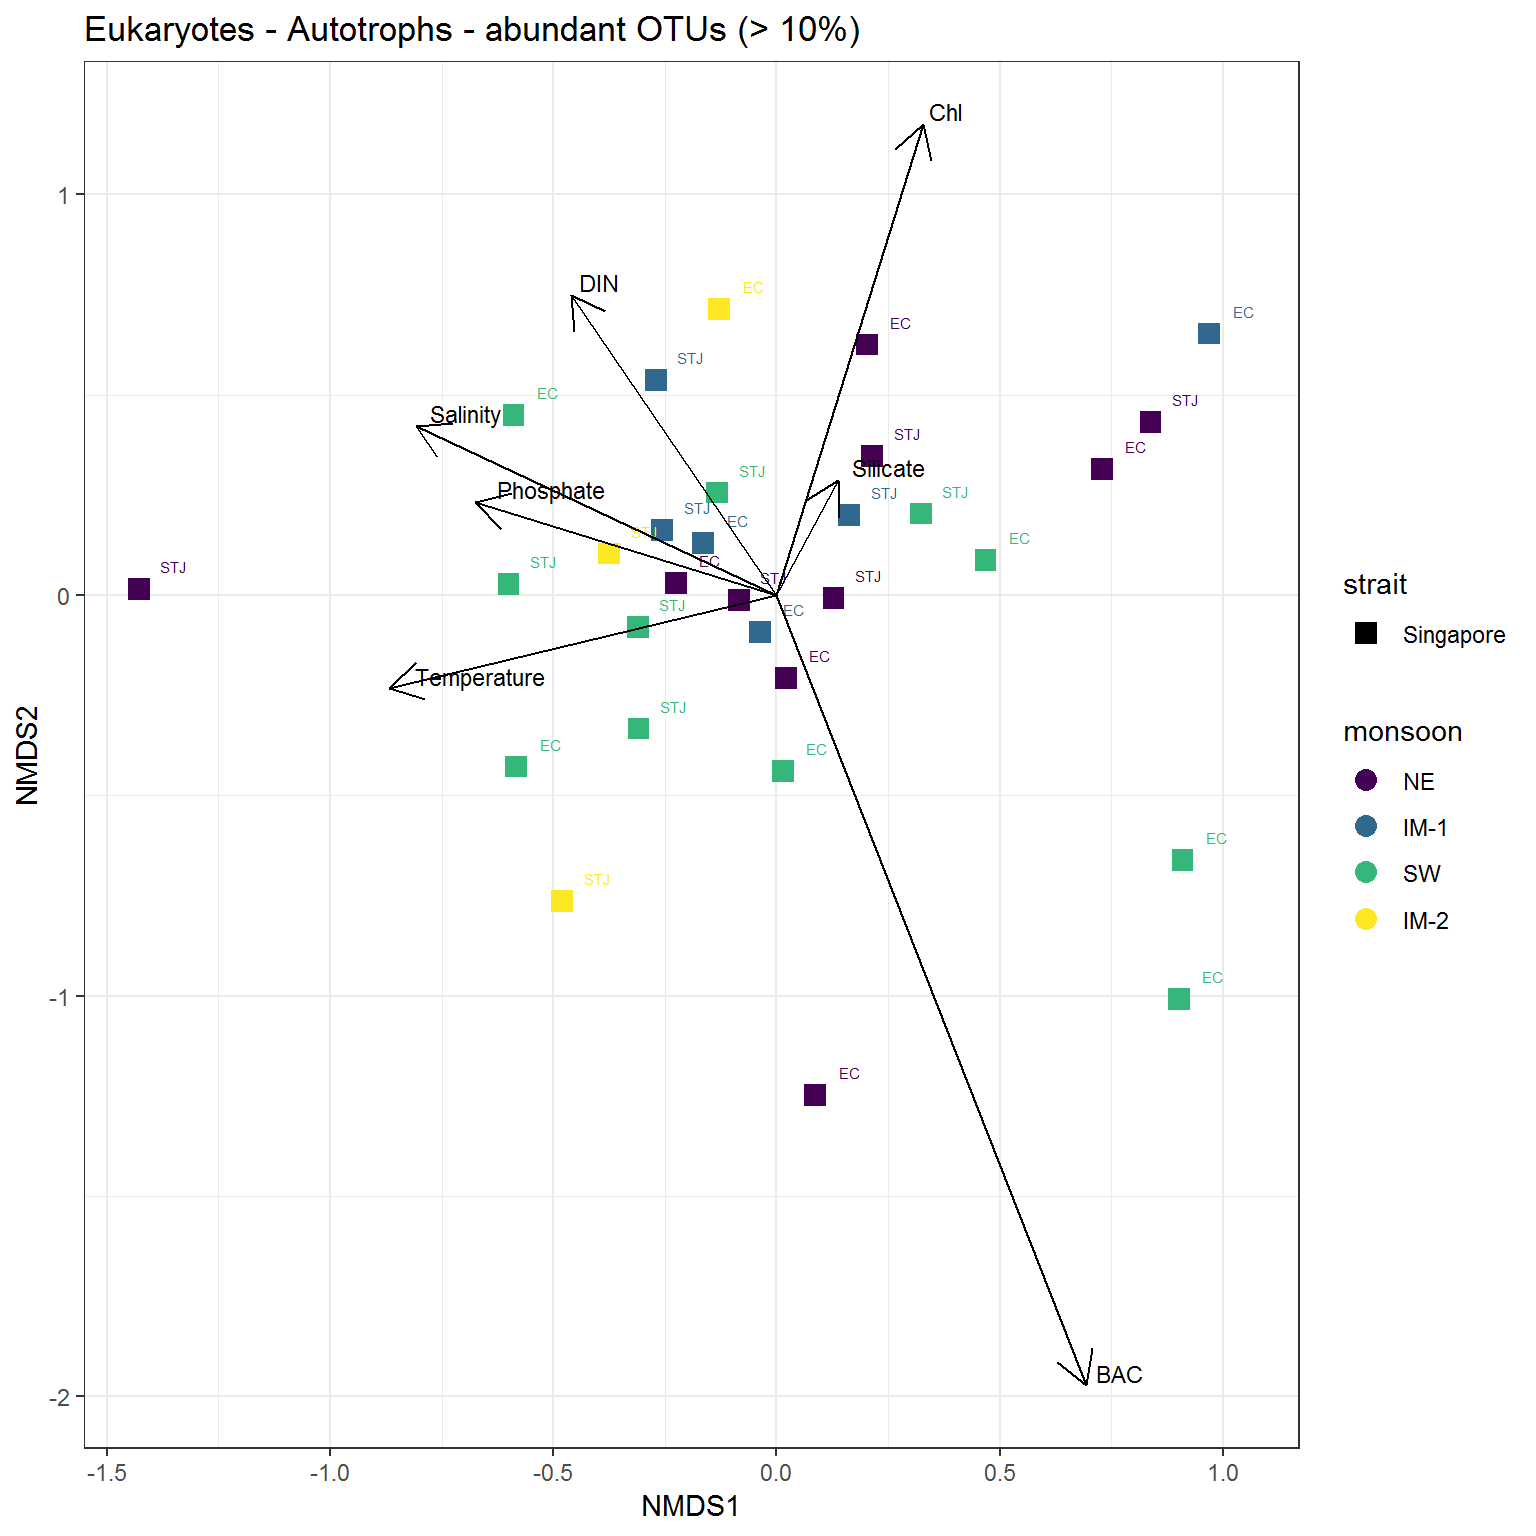 Eukaryotes - Autotrophs - abundant OTUs (> 10%)
Chl
DIN
EC
EC
EC
STJ
EC
STJ
Salinity
STJ
EC
Silicate
STJ
Phosphate
STJ
STJ
STJ
EC
STJ
EC
EC
STJ
STJ
STJ
STJ
STJ
STJ
EC
EC
Temperature
STJ
EC
EC
EC
STJ
EC
EC
BAC
1
0
-1
-2
NMDS2
-1.5
-1.0
-0.5
0.0
0.5
1.0
NMDS1
strait
Singapore
monsoon
NE
IM-1
SW
IM-2